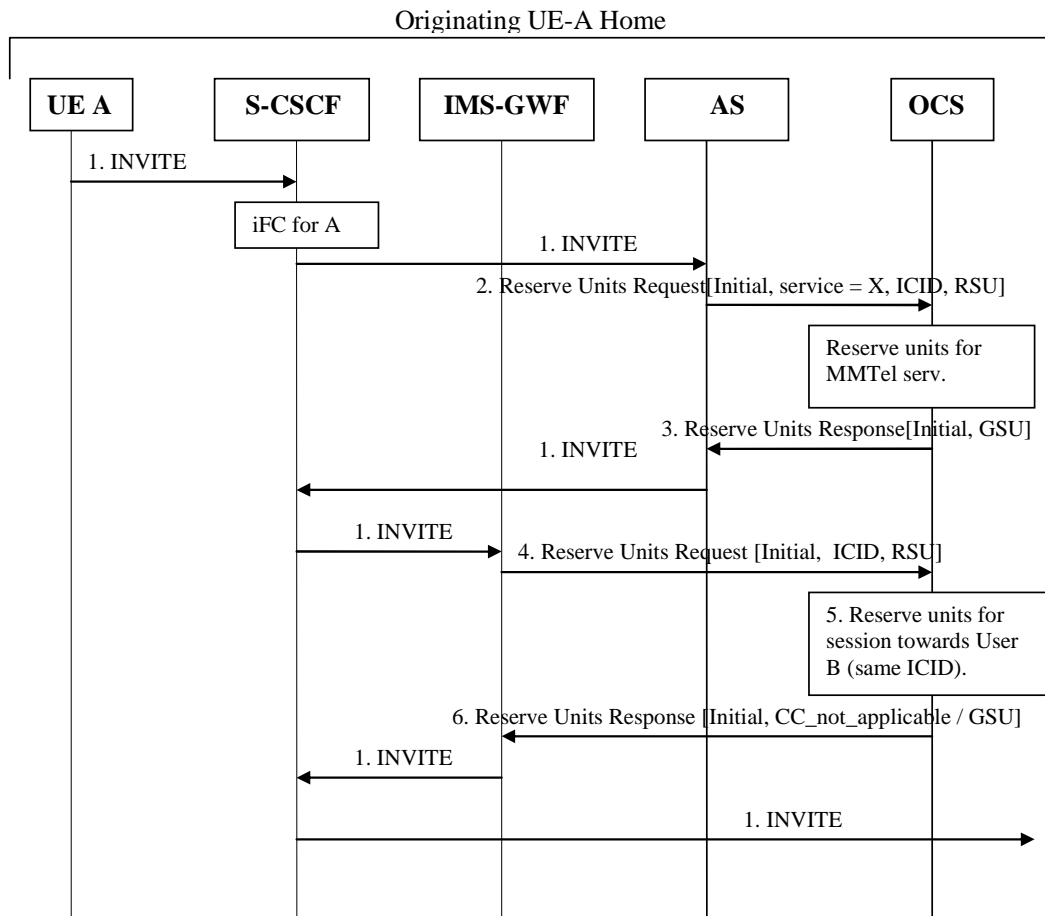 Originating UE-A Home
UE A
S-CSCF
IMS-GWF
AS
OCS
1. INVITE
iFC for A
1. INVITE
2. Reserve Units Request[Initial, service = X, ICID, RSU]
Reserve units for
MMTel serv.
3. Reserve Units Response[Initial, GSU]
1. INVITE
1. INVITE
4. Reserve Units Request [Initial, ICID, RSU]
5. Reserve units for
session towards User
B (same ICID).
6. Reserve Units Response [Initial, CC_not_applicable / GSU]
1. INVITE
1. INVITE